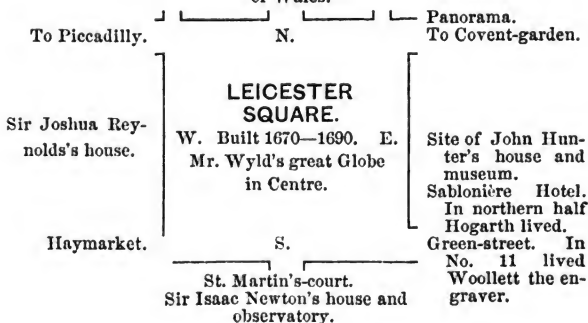 of Wales.
Panorama.
To Piccadilly. N. To Covent-garden.
LEICESTER
SQUARE.
W. Built 1670—1690. E.
Mr. Wyld's great Globe
in Centre.
Sir Joshua Rey-
nolds's house.
Site of John Hun-
ter's house and
museum.
Sablonière Hotel.
In northern half
Hogarth lived.
Haymarket. S. Green-street. In
No. 11 lived
Woollett the en-
graver.
St. Martin's-court.
Sir Isaac Newton's house and
observatory.